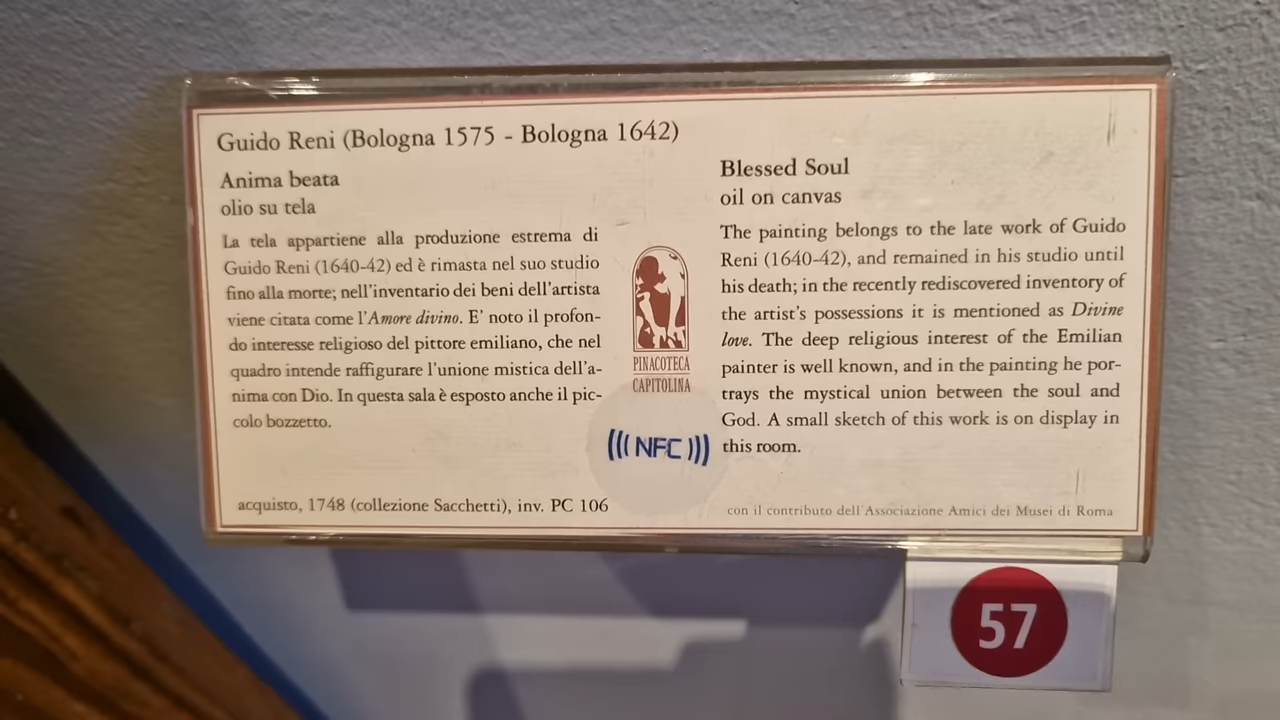 Guido Reni (Bologna 1575 - Bologna 1642)
Anima beata
olio su tela
La tela appartiene alla produzione estrema di
Guido Reni (1640-42) ed è rimasta nel suo studio
fino alla morte; nell'inventario dei beni dell'artista
viene citata come l'Amore divino. E' noto il profon-
do interesse religioso del pittore emiliano, che nel
quadro intende raffigurare l'unione mistica dell'a-
nima con Dio. In questa sala è esposto anche il pic-
colo bozzetto.
acquisto, 1748 (collezione Sacchetti), inv. PC 106
PINACOTECA
CAPITOLINA
((( NFC )))
Blessed Soul
oil on canvas
The painting belongs to the late work of Guido
Reni (1640-42), and remained in his studio until
his death; in the recently rediscovered inventory of
the artist's possessions it is mentioned as Divine
love. The deep religious interest of the Emilian
painter is well known, and in the painting he por-
trays the mystical union between the soul and
God. A small sketch of this work is on display in
this room.
con il contributo dell'Associazione Amici dei Musei di Roma
57